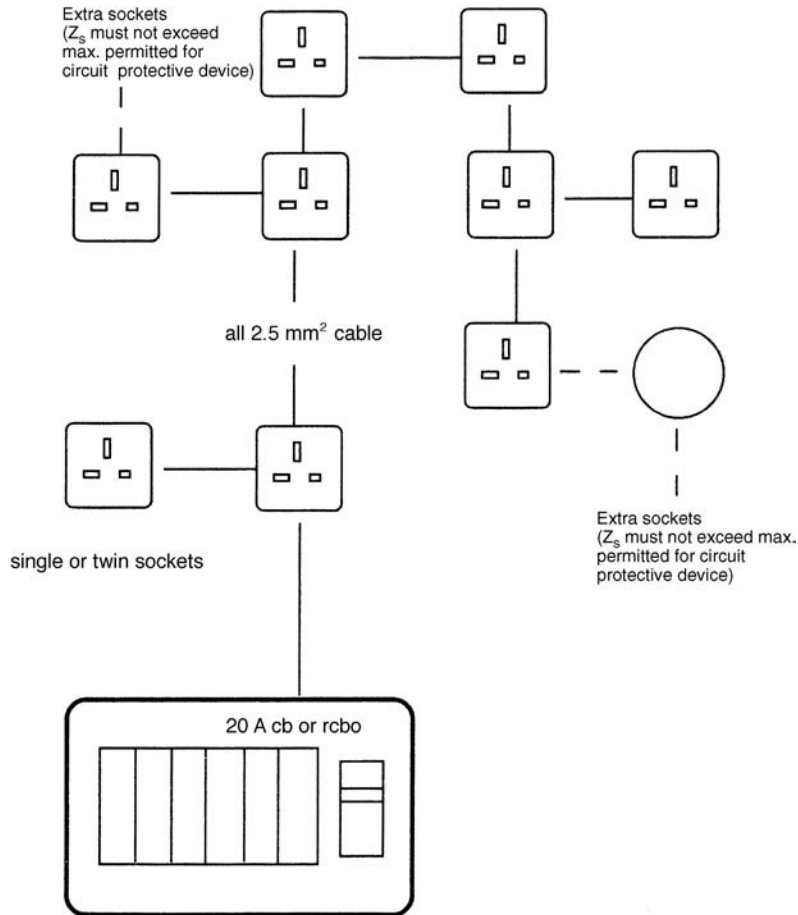 Extra sockets
(Zₛ must not exceed
max. permitted for
circuit protective device)
all 2.5 mm² cable
single or twin sockets
Extra sockets
(Zₛ must not exceed max.
permitted for circuit
protective device)
20 A cb or rcbo